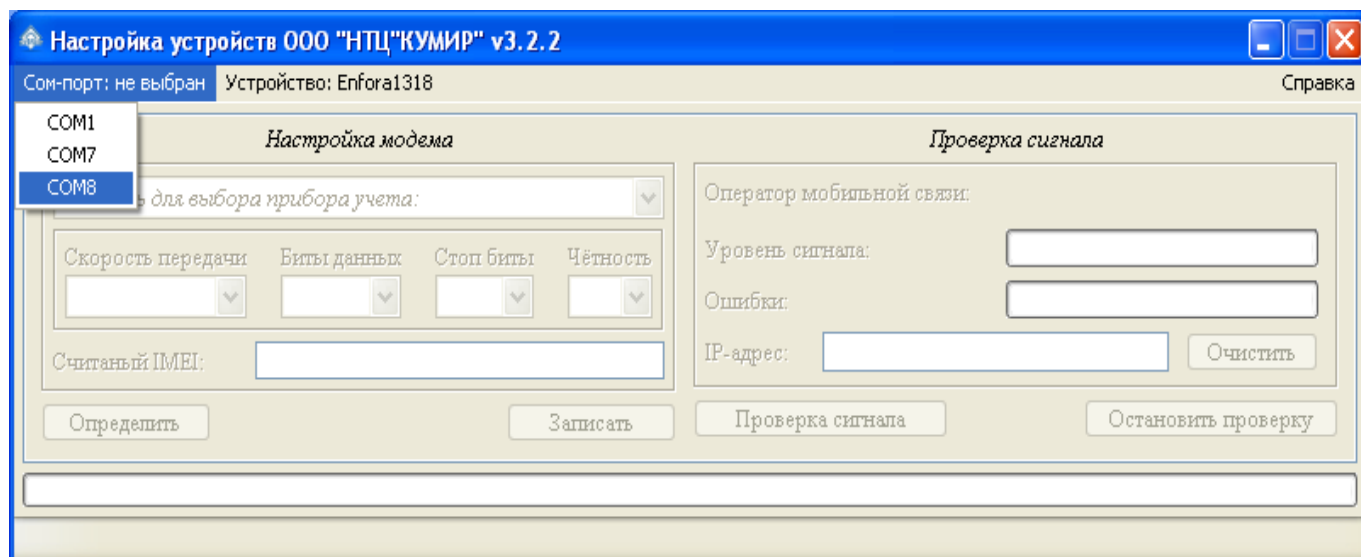 Настройка устройств ООО "НТЦ"КУМИР" v3.2.2
Сом-порт: не выбран Устройство: Enfora1318 Справка
COM1
COM7
COM8
Настройка модема
для выбора прибора учета:
Скорость передачи Биты данных Стоп биты Чётность
Считаный IMEI:
Определить Записать
Проверка сигнала
Оператор мобильной связи:
Уровень сигнала:
Ошибки:
IP-адрес: Очистить
Проверка сигнала Остановить проверку